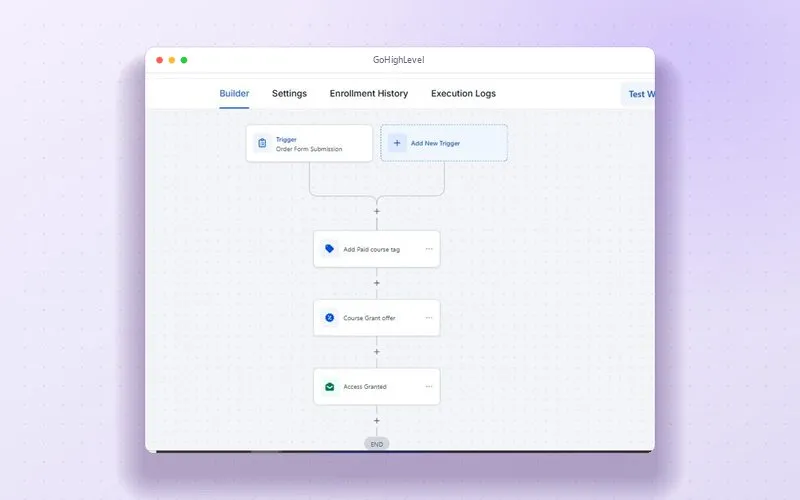 GoHighLevel
Builder Settings Enrollment History Execution Logs Test W
Trigger
Order Form Submission
Add New Trigger
Add Paid course tag
Course Grant offer
Access Granted
END